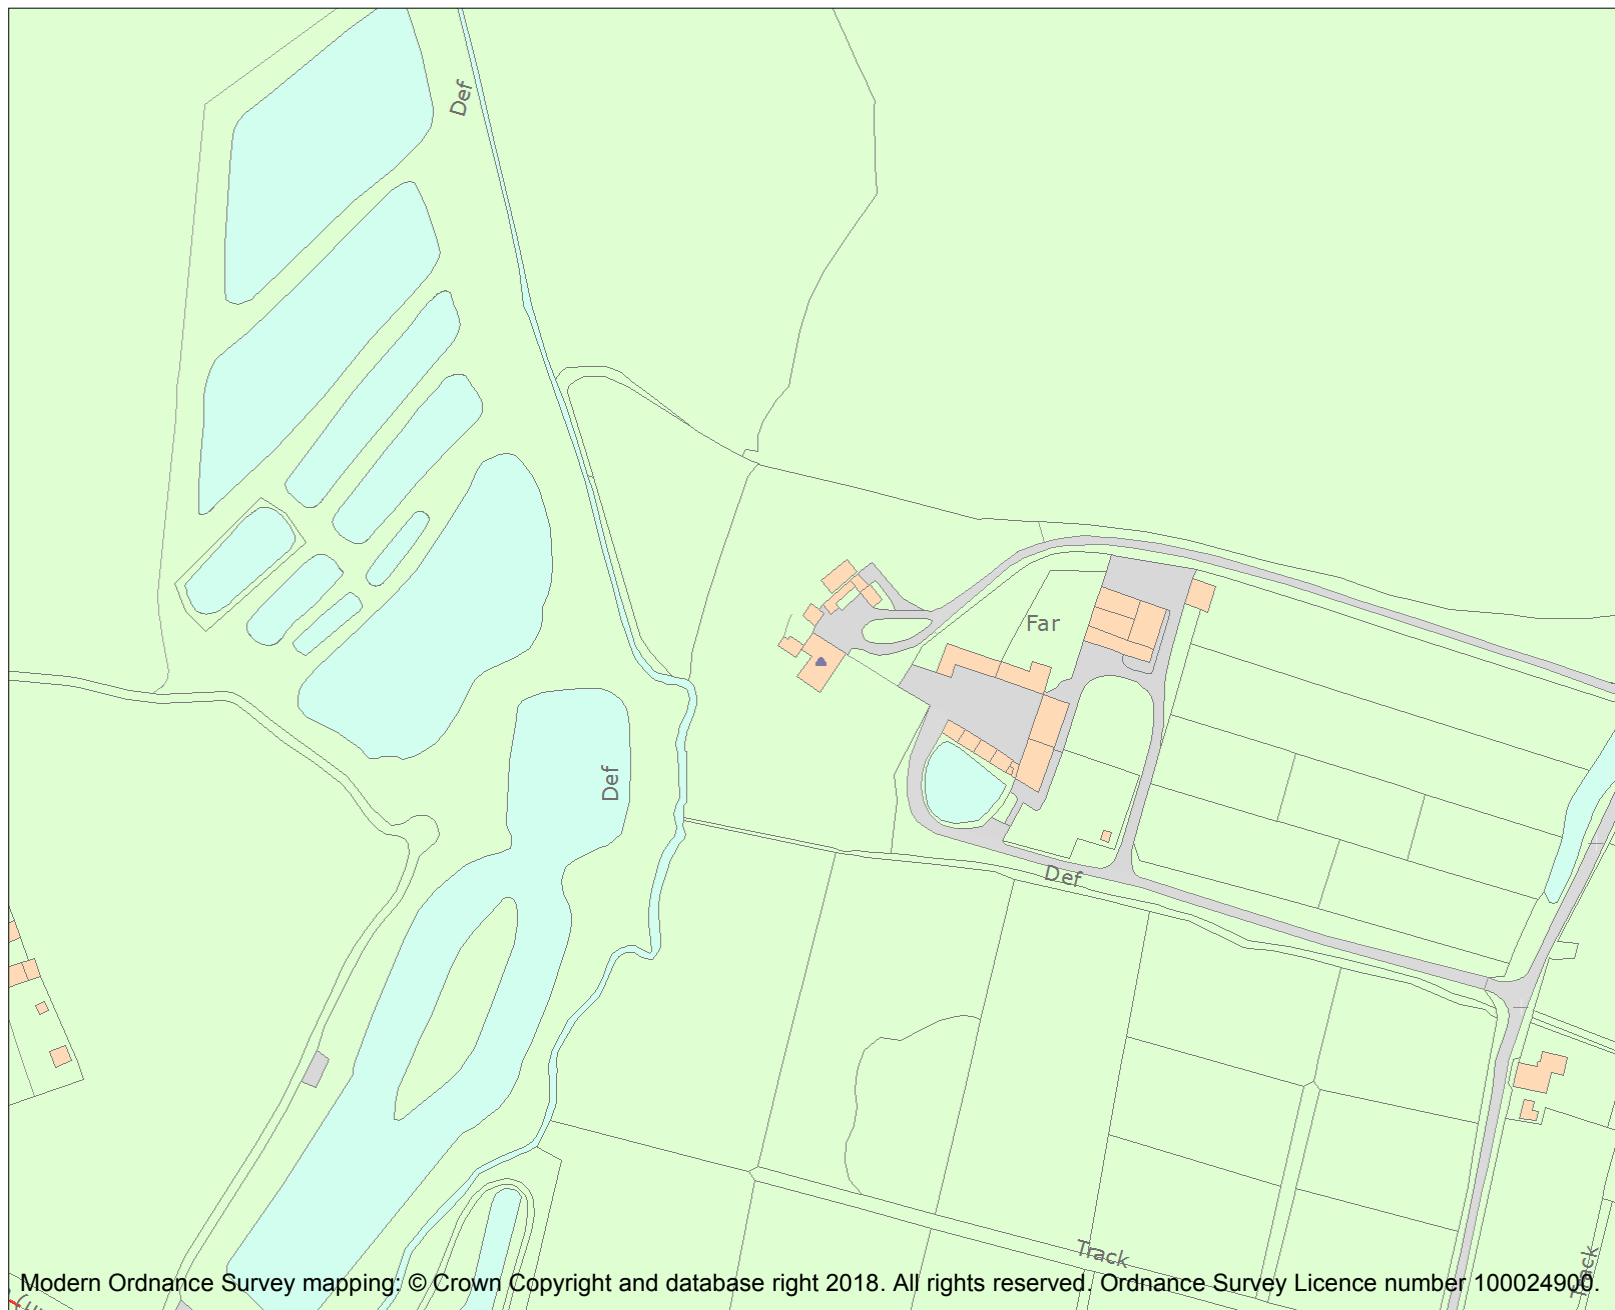 Def
Far
Def
Def
Track
Track
Modern Ordnance Survey mapping: © Crown Copyright and database right 2018. All rights reserved. Ordnance Survey Licence number 100024900.